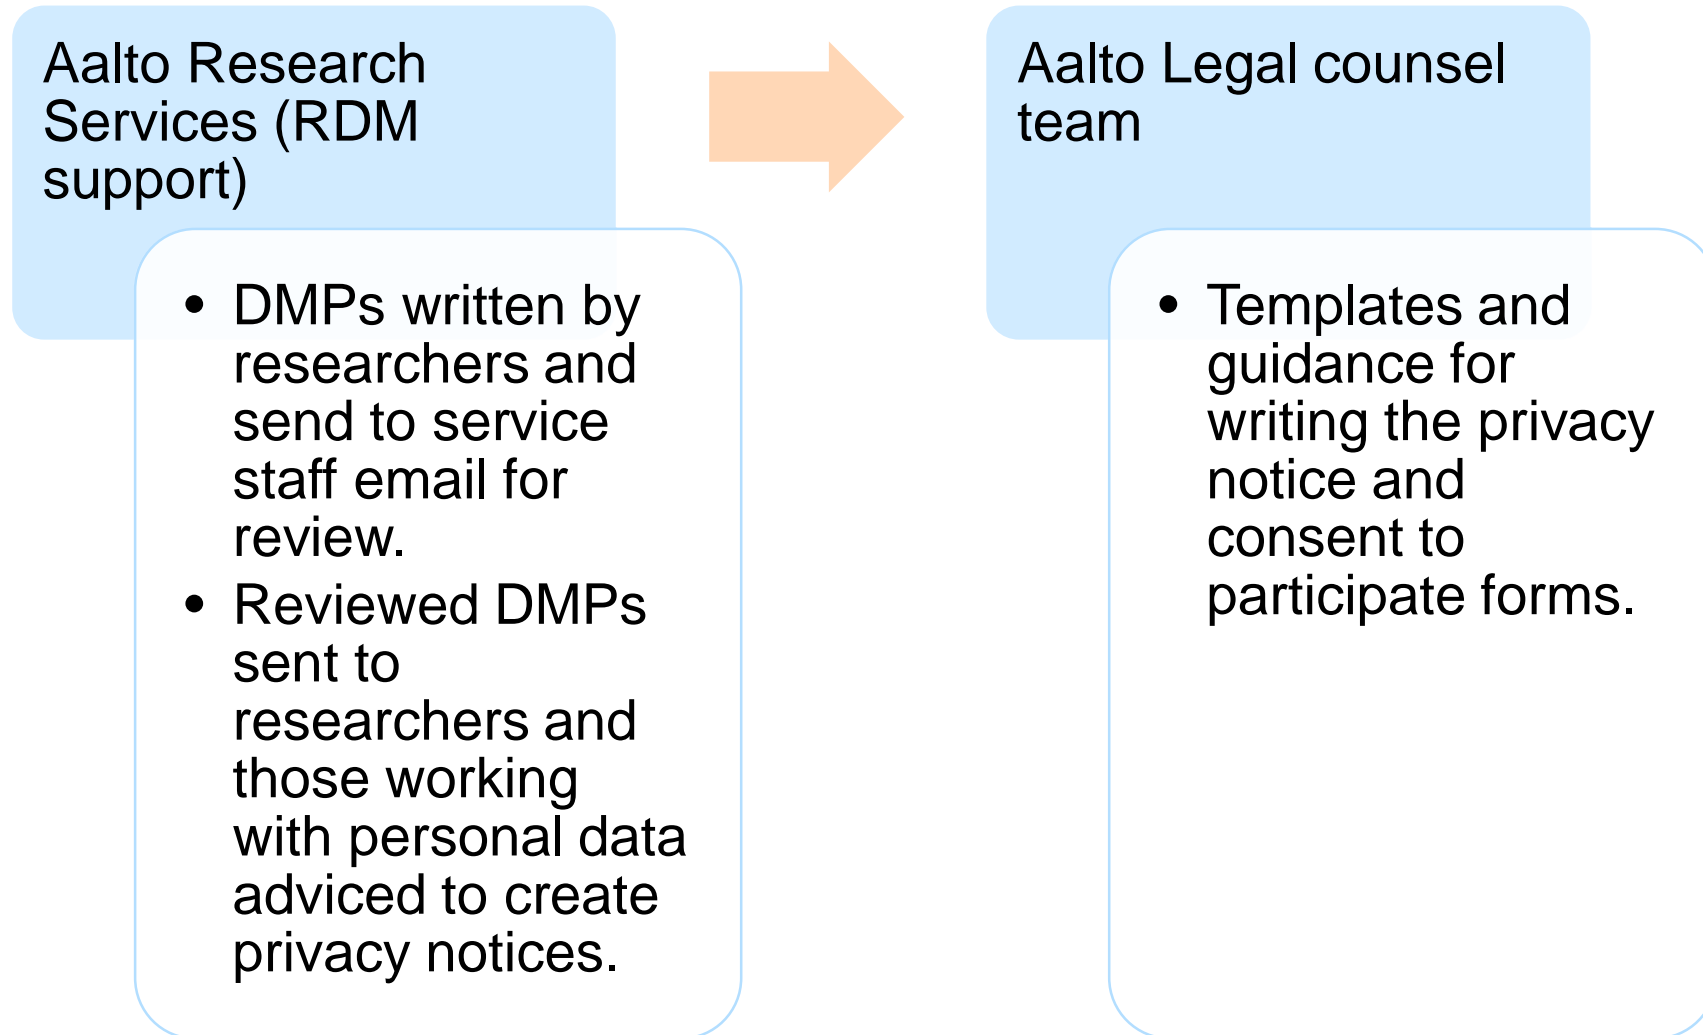 Aalto Research
Services (RDM
support)
• DMPs written by
researchers and
send to service
staff email for
review.
• Reviewed DMPs
sent to
researchers and
those working
with personal data
adviced to create
privacy notices.
Aalto Legal counsel
team
• Templates and
guidance for
writing the privacy
notice and
consent to
participate forms.